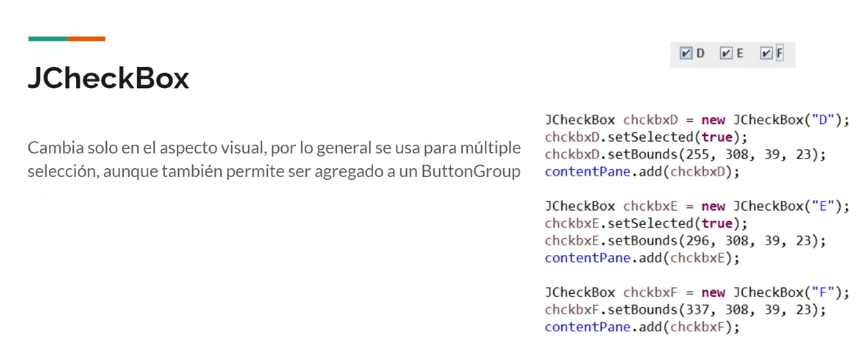 JCheckBox
Cambia solo en el aspecto visual, por lo general se usa para múltiple
selección, aunque también permite ser agregado a un ButtonGroup
D E F
JCheckBox chckbxD = new JCheckBox("D");
chckbxD.setSelected(true);
chckbxD.setBounds(255, 308, 39, 23);
contentPane.add(chckbxD);
JCheckBox chckbxE = new JCheckBox("E");
chckbxE.setSelected(true);
chckbxE.setBounds(296, 308, 39, 23);
contentPane.add(chckbxE);
JCheckBox chckbxF = new JCheckBox("F");
chckbxF.setBounds(337, 308, 39, 23);
contentPane.add(chckbxF);